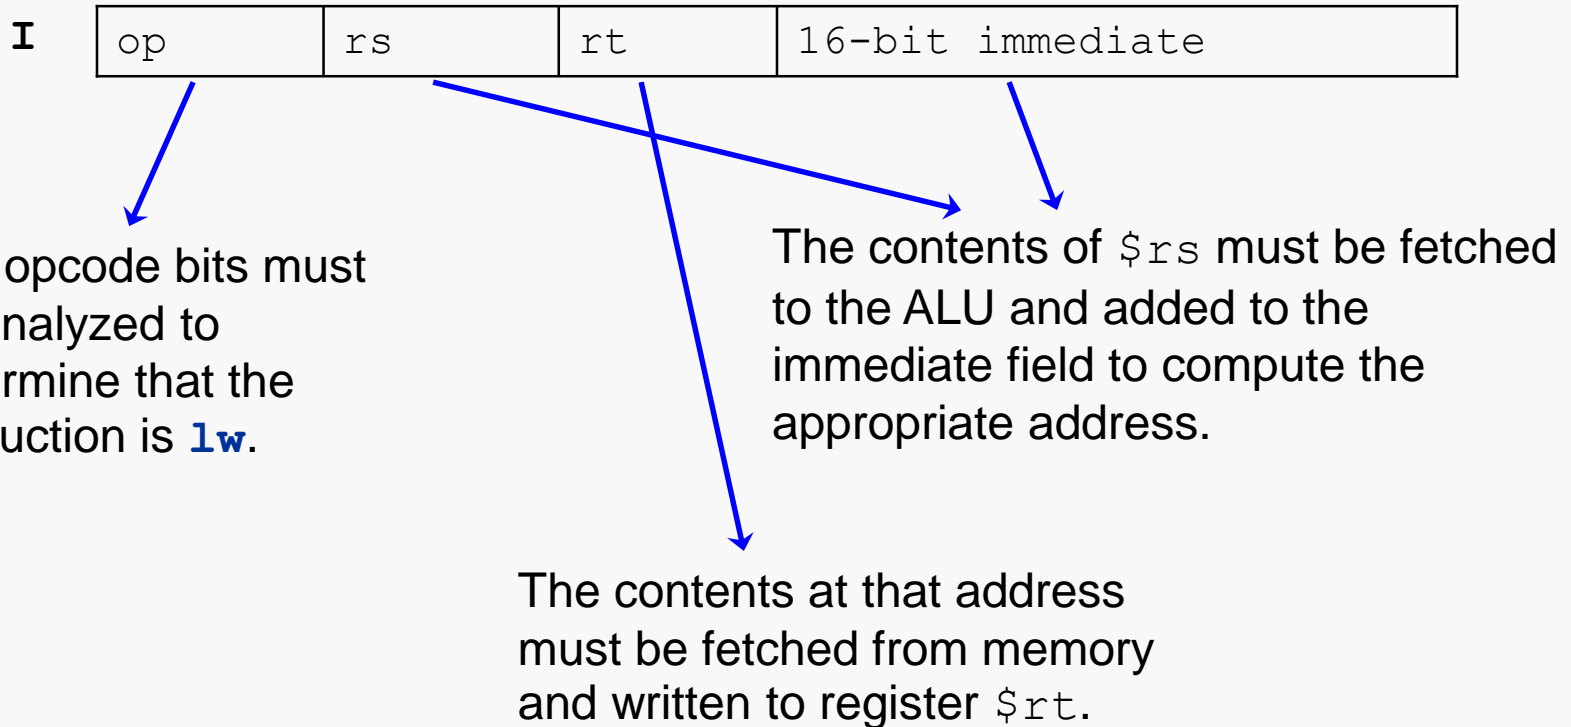 I op rs rt 16-bit immediate
opcode bits must
nalyzed to
rmine that the
uction is lw.
The contents of $rs must be fetched
to the ALU and added to the
immediate field to compute the
appropriate address.
The contents at that address
must be fetched from memory
and written to register $rt.